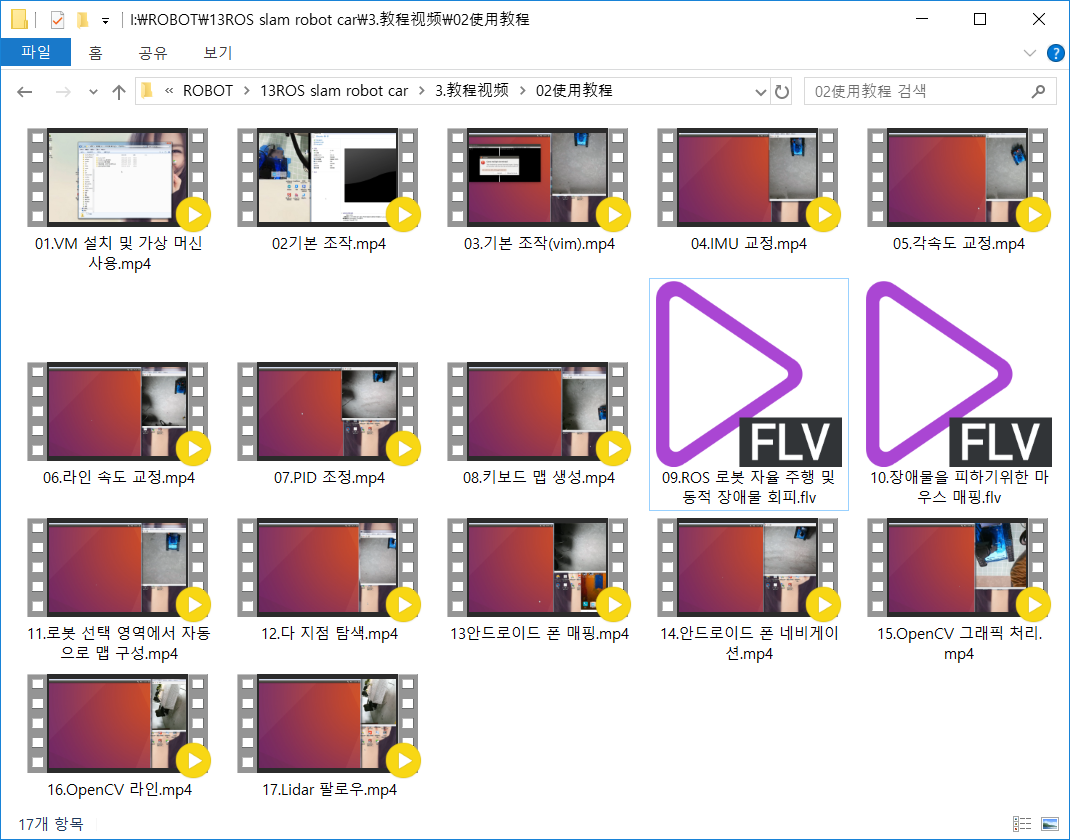 I:₩ROBOT₩13ROS slam robot car₩3.教程视频₩02使用教程
파일 홈 공유 보기
« ROBOT > 13ROS slam robot car > 3.教程视频 > 02使用教程
02使用教程 검색
01.VM 설치 및 가상 머신
사용.mp4
02기본 조작.mp4
03.기본 조작(vim).mp4
04.IMU 교정.mp4
05.각속도 교정.mp4
FLV
FLV
06.라인 속도 교정.mp4
07.PID 조정.mp4
08.키보드 맵 생성.mp4
09.ROS 로봇 자율 주행 및
동적 장애물 회피.flv
10.장애물을 피하기위한 마
우스 매핑.flv
11.로봇 선택 영역에서 자동
으로 맵 구성.mp4
12.다 지점 탐색.mp4
13안드로이드 폰 매핑.mp4
14.안드로이드 폰 네비게이
션.mp4
15.OpenCV 그래픽 처리.
mp4
16.OpenCV 라인.mp4
17.Lidar 팔로우.mp4
17개 항목